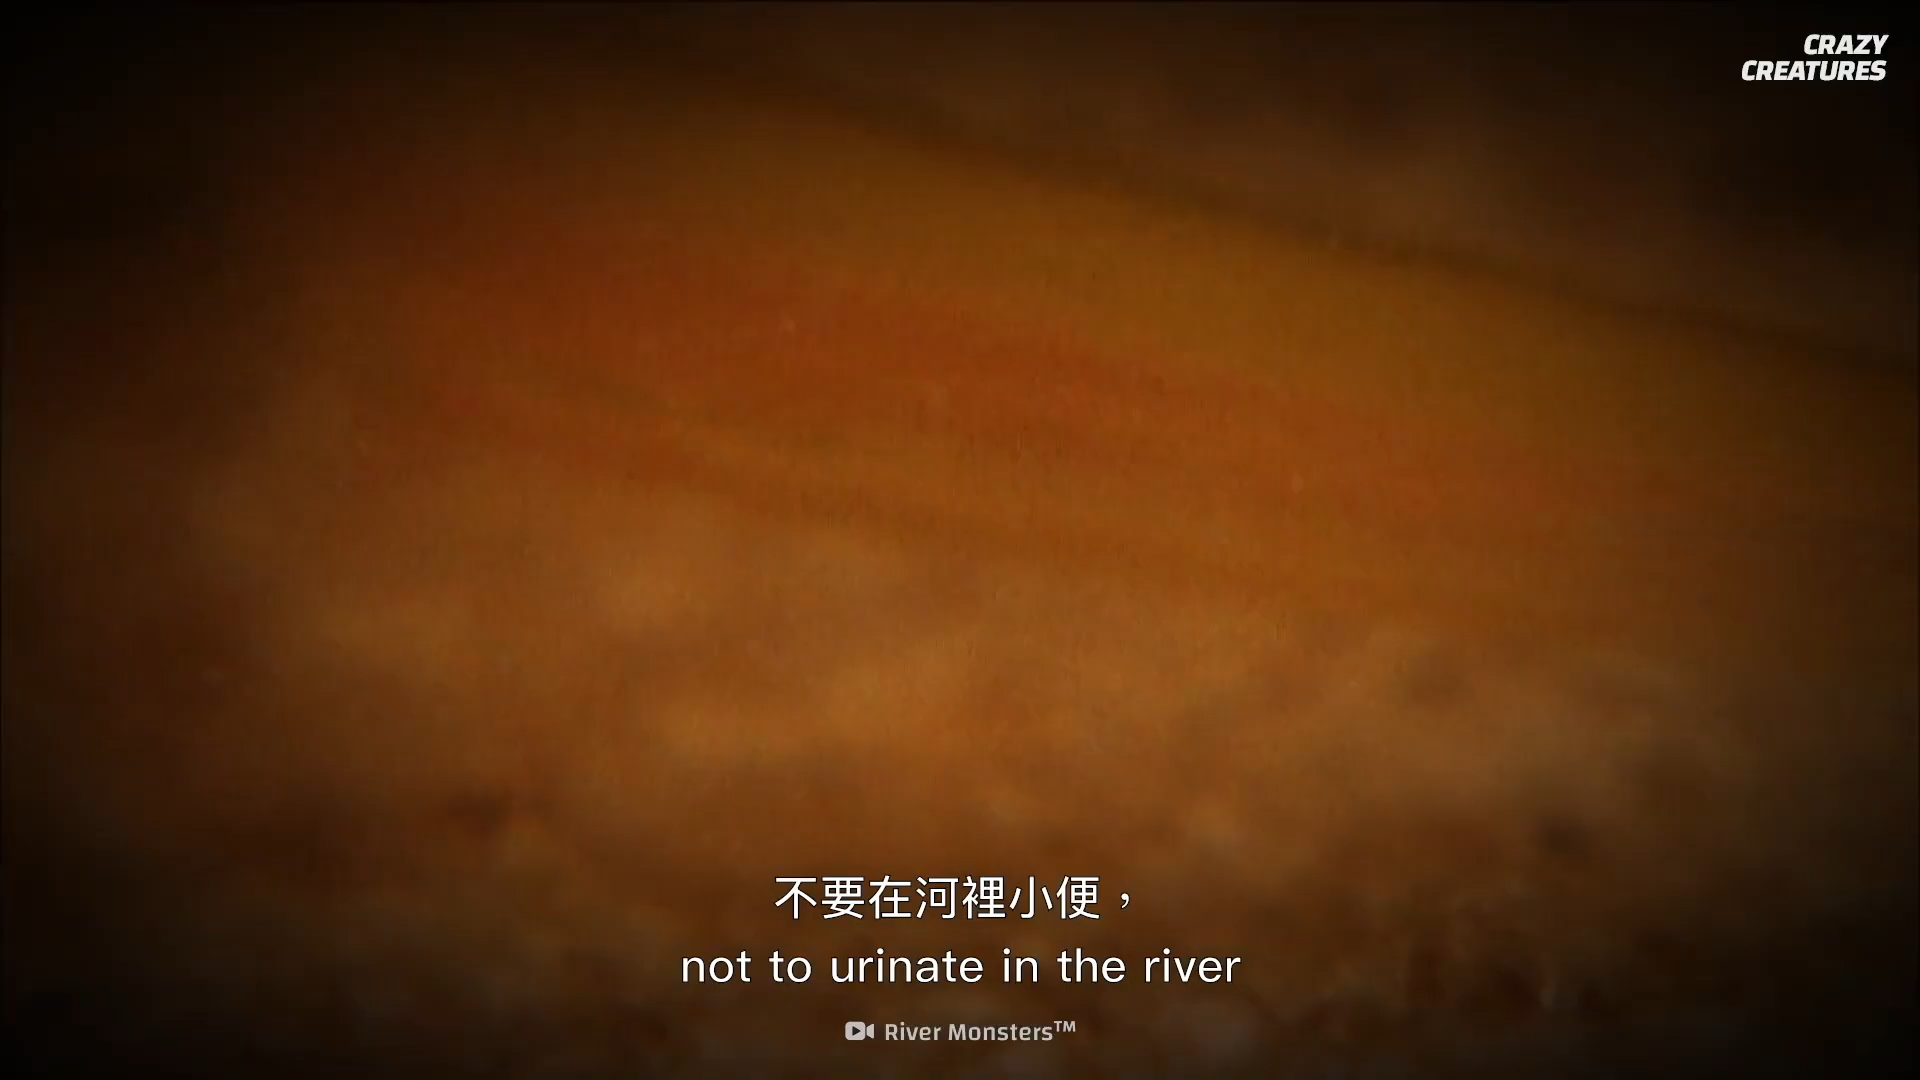 CRAZY
CREATURES
不要在河裡小便，
not to urinate in the river
River Monsters™